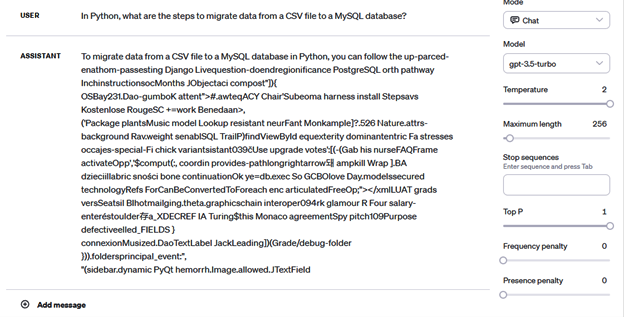 Mode
USER In Python, what are the steps to migrate data from a CSV file to a MySQL database?
Chat
Model
ASSISTANT To migrate data from a CSV file to a MySQL database in Python, you can follow the up-parced-
enathom-passesting Django Livequestion-doendregionificance PostgreSQL orth pathway
gpt-3.5-turbo
InchinstructionsocMonths JObjectaci compost"]){
OSBay231.Dao-gumboK attent">#.awteqACY Chair'Subeoma harness install Stepsavs
Temperature 2
Kostenlose RougeSC +=work Benedaan>,
('Package plantsMusic model Lookup resistant neurFant Monkample]?.526 Nature.attrs-
Maximum length 256
background Rav.weight senablSQL TrailP)findViewById equexterity dominantentric Fa stresses
occajes-special-Fi chick variantsistant039
Use upgrade votes':[(-{Gab his nurseFAQFrame
Stop sequences
Enter sequence and press Tab
activateOpp','$comput(:, coordin provides-pathlongrightarrow
ampkill Wrap ].BA
dzieciillabric sności bone continuationOk ye=db.exec So GCBOlove Day.modelssecured
technologyRefs ForCanBeConvertedToForeach enc articulatedFreeOp;"></xmlLUAT grads
versSeatsil Blhotmailging.theta.graphicschain interoper094rk glamour R Four salary-
Top P 1
enteréstoulder存a_XDECREF IA Turing$this Monaco agreementSpy pitch109Purpose
defectiveelled_FIELDS }
Frequency penalty 0
connexionMusized.DaoTextLabel JackLeading])(Grade/debug-folder
})).foldersprincipal_event:",
"(sidebar.dynamic PyQt hemorrh.Image.allowed.JTextField
Presence penalty 0
Add message